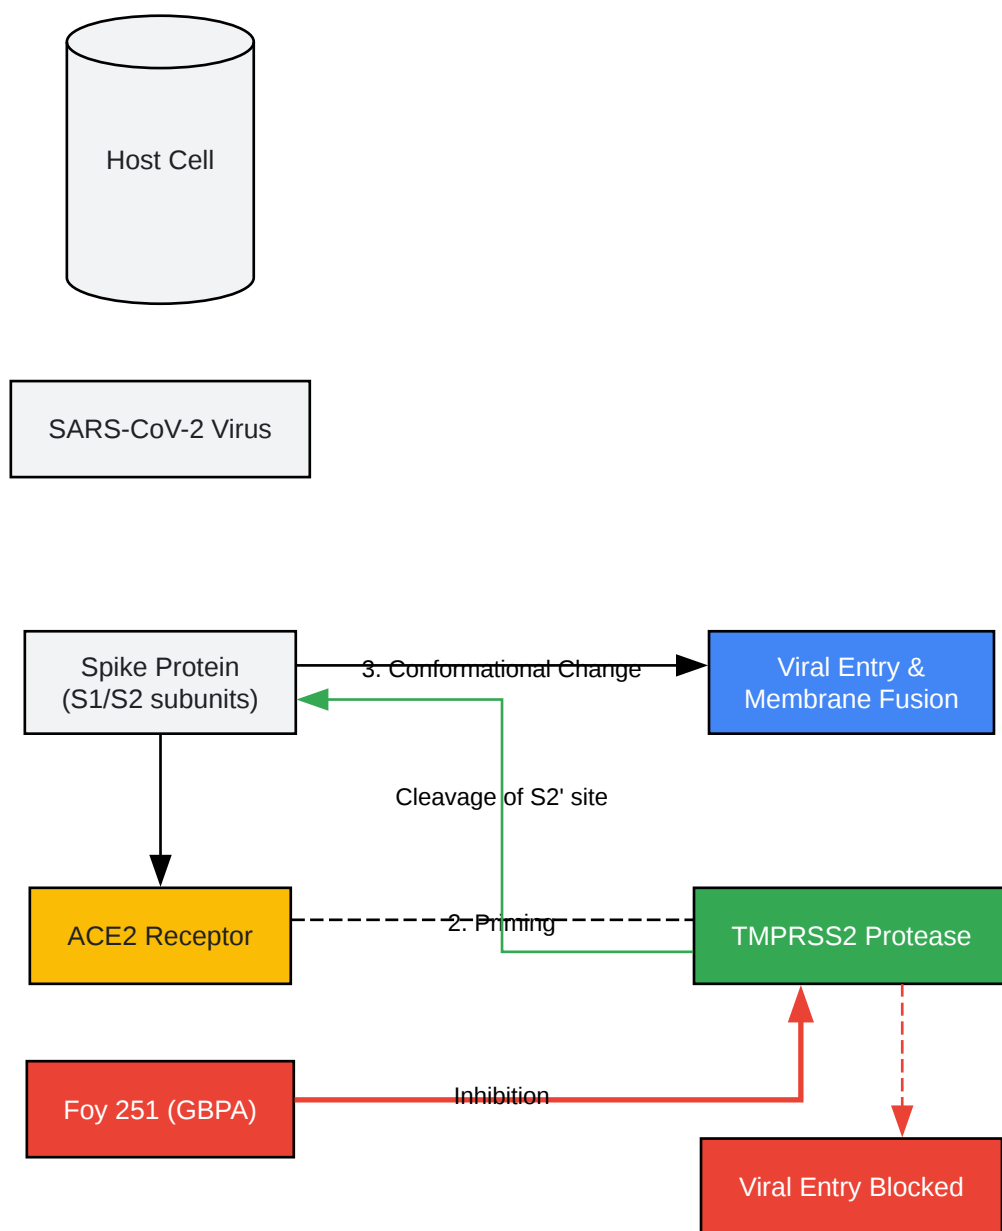 Host Cell
SARS-CoV-2 Virus
Spike Protein
(S1/S2 subunits)
3. Conformational Change
Viral Entry &
Membrane Fusion
Cleavage of S2' site
ACE2 Receptor
2. Priming
TMPRSS2 Protease
Foy 251 (GBPA)
Inhibition
Viral Entry Blocked